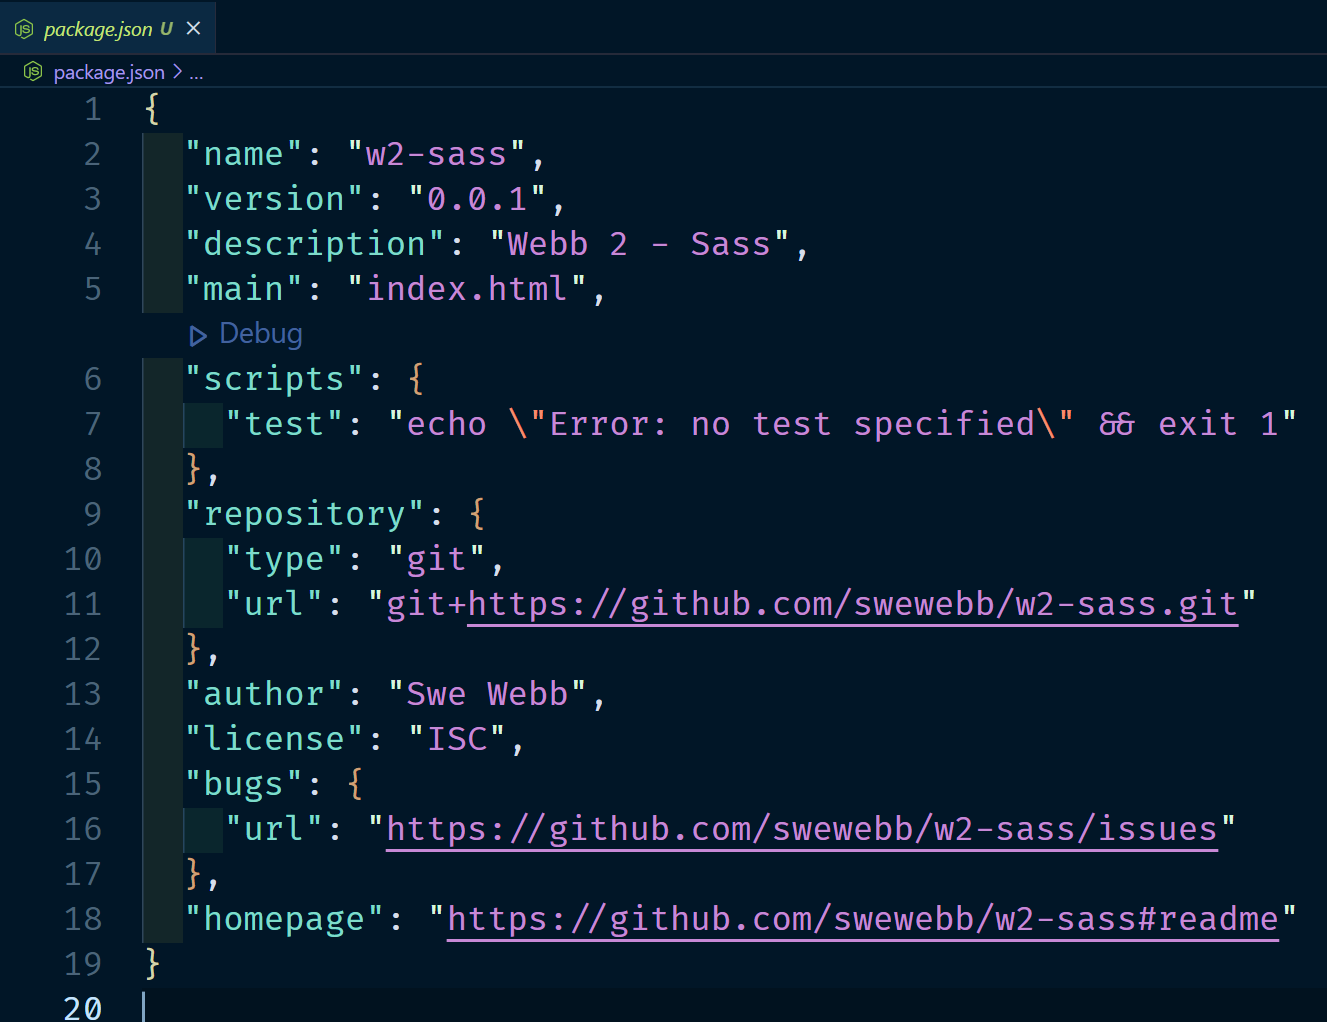 package.json U
package.json > ...
1 {
2 "name": "w2-sass",
3 "version": "0.0.1",
4 "description": "Webb 2 - Sass",
5 "main": "index.html",
Debug
6 "scripts": {
7 "test": "echo \"Error: no test specified\" && exit 1"
8 },
9 "repository": {
10 "type": "git",
11 "url": "git+https://github.com/swewebb/w2-sass.git"
12 },
13 "author": "Swe Webb",
14 "license": "ISC",
15 "bugs": {
16 "url": "https://github.com/swewebb/w2-sass/issues"
17 },
18 "homepage": "https://github.com/swewebb/w2-sass#readme"
19 }
20